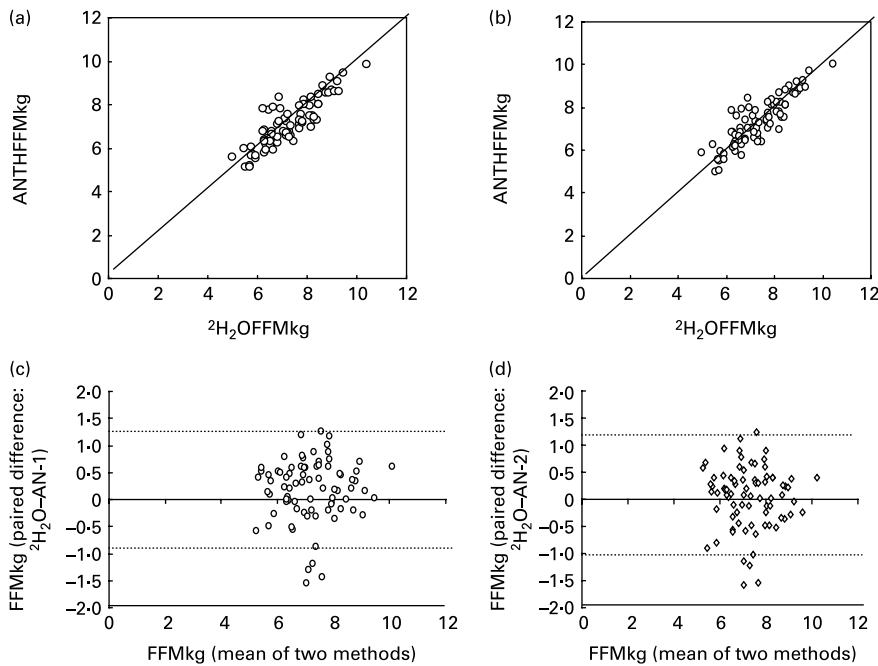 (a)
12
10
8
6
4
2
0
ANTHFFMkg
0 2 4 6 8 10 12
²H₂OFFMkg
(b)
12
10
8
6
4
2
0
ANTHFFMkg
0 2 4 6 8 10 12
²H₂OFFMkg
(c)
2·0
1·5
1·0
0·5
0
–0·5
–1·0
–1·5
–2·0
FFMkg (paired difference:
²H₂O–AN-1)
2 4 6 8 10 12
FFMkg (mean of two methods)
(d)
2·0
1·5
1·0
0·5
0
–0·5
–1·0
–1·5
–2·0
FFMkg (paired difference:
²H₂O–AN-2)
2 4 6 8 10 12
FFMkg (mean of two methods)